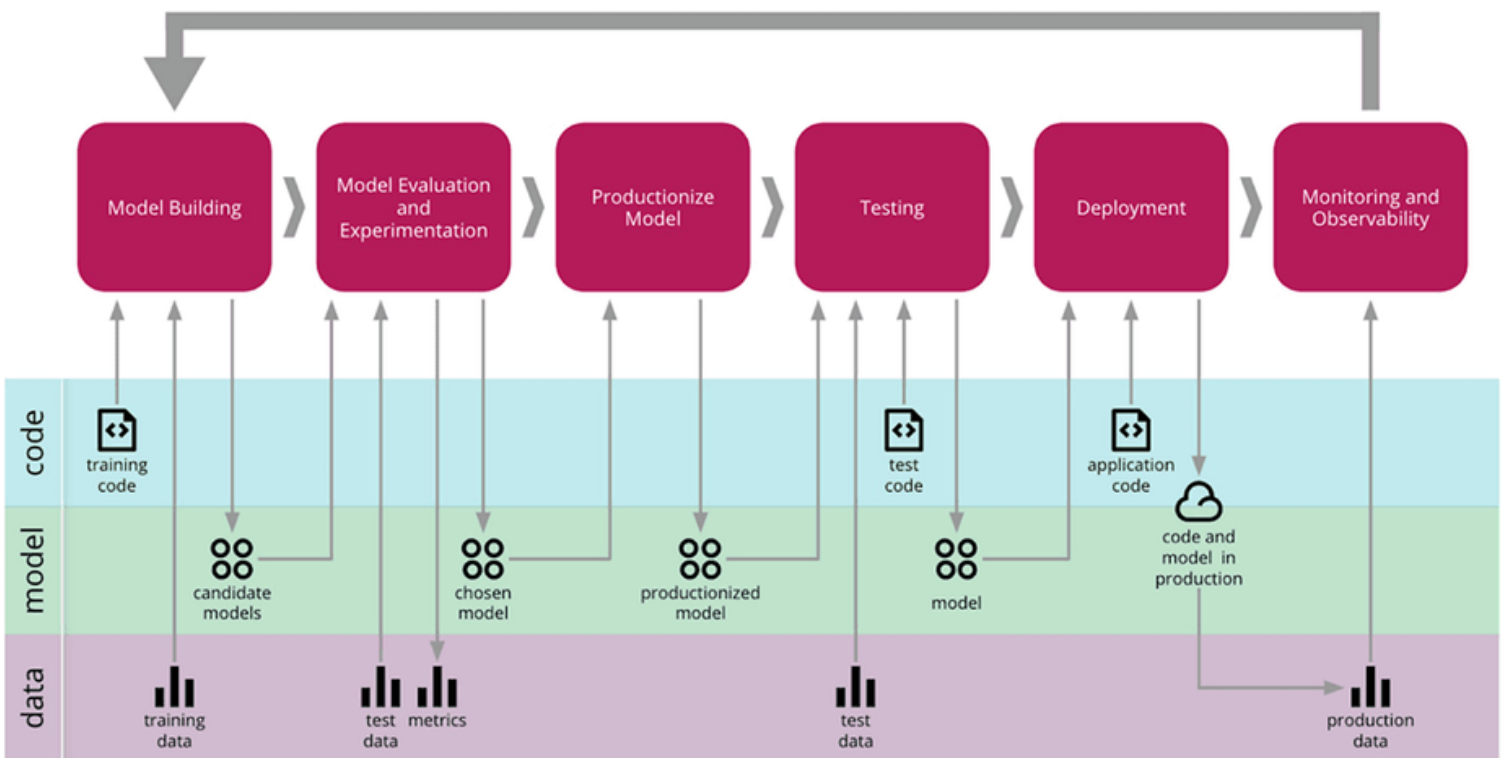 Model Building
Model Evaluation
and
Experimentation
Productionize
Model
Testing
Deployment
Monitoring and
Observability
code
training
code
test
code
application
code
model
candidate
models
chosen
model
productionized
model
model
code and
model in
production
data
training
data
test
data
metrics
test
data
production
data